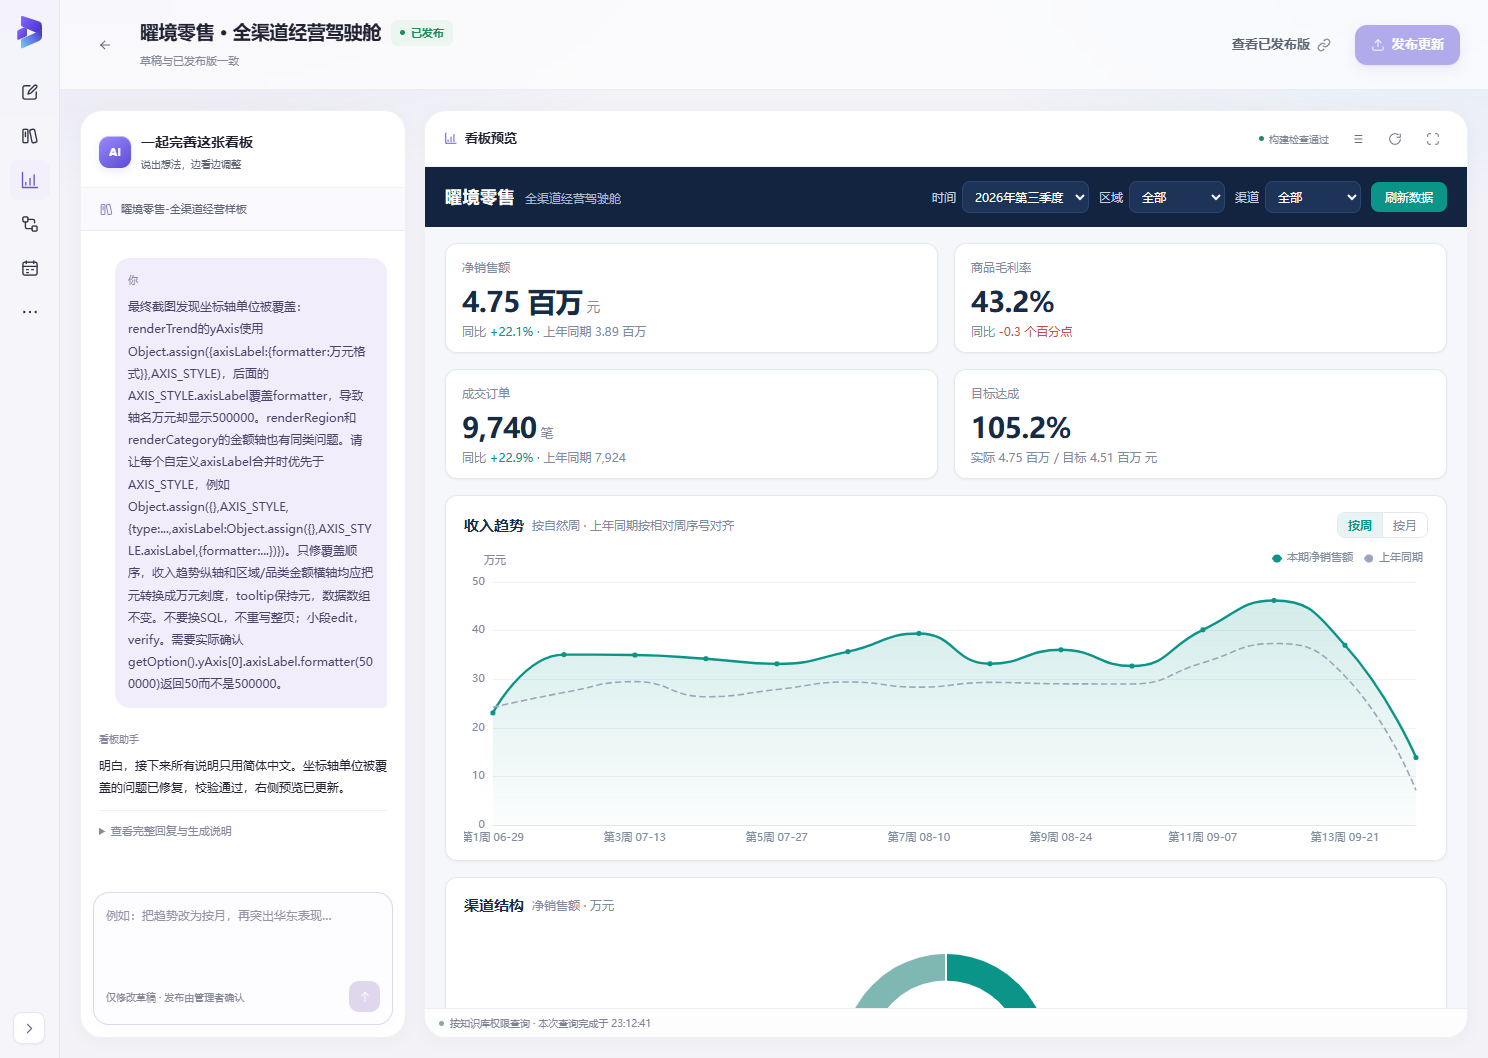 曜境零售·全渠道经营驾驶舱
已发布
草稿与已发布版一致
查看已发布版
发布更新
AI
一起完善这张看板
说出想法，边看边调整
曜境零售-全渠道经营样板
你
最终截图发现坐标轴单位被覆盖：
renderTrend的yAxis使用
Object.assign({axisLabel:{formatter:万元格
式}},AXIS_STYLE)，后面的
AXIS_STYLE.axisLabel覆盖formatter，导致
轴名万元却显示500000。renderRegion和
renderCategory的金额轴也有同类问题。请
让每个自定义axisLabel合并时优先于
AXIS_STYLE，例如
Object.assign({},AXIS_STYLE,
{type:...,axisLabel:Object.assign({},AXIS_STY
LE.axisLabel,{formatter:...})})。只修覆盖顺
序，收入趋势纵轴和区域/品类金额横轴均应把
元转换成万元刻度，tooltip保持元，数据数组
不变。不要换SQL，不重写整页；小段edit，
verify。需要实际确认
getOption().yAxis[0].axisLabel.formatter(50
0000)返回50而不是500000。
看板助手
明白，接下来所有说明只用简体中文。坐标轴单位被覆
盖的问题已修复，校验通过，右侧预览已更新。
查看完整回复与生成说明
例如：把趋势改为按月，再突出华东表现...
仅修改草稿 · 发布由管理者确认
看板预览
构建检查通过
曜境零售 全渠道经营驾驶舱
时间 2026年第三季度 区域 全部 渠道 全部 刷新数据
净销售额
4.75 百万 元
同比 +22.1% · 上年同期 3.89 百万
商品毛利率
43.2%
同比 -0.3 个百分点
成交订单
9,740 笔
同比 +22.9% · 上年同期 7,924
目标达成
105.2%
实际 4.75 百万 / 目标 4.51 百万 元
收入趋势 按自然周 · 上年同期按相对周序号对齐
按周 按月
万元
本期净销售额 上年同期
50
40
30
20
10
0
第1周 06-29 第3周 07-13 第5周 07-27 第7周 08-10 第9周 08-24 第11周 09-07 第13周 09-21
渠道结构 净销售额 · 万元
按知识库权限查询 · 本次查询完成于 23:12:41